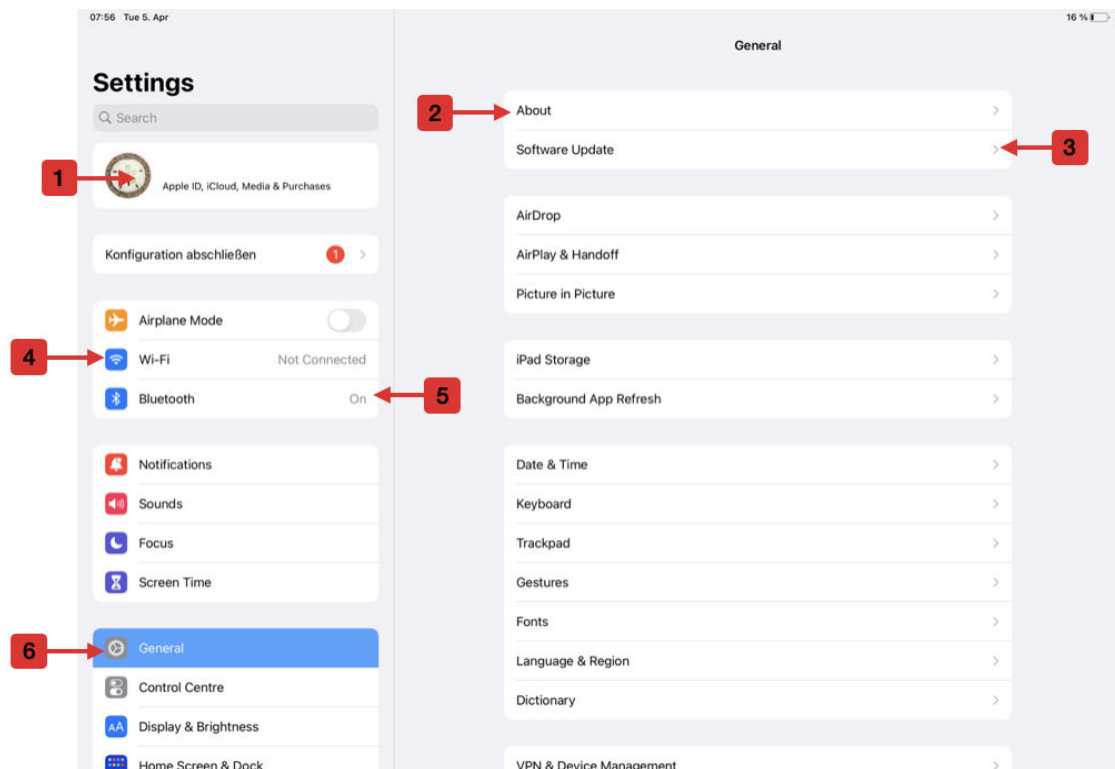 07:56 Tue 5. Apr
16 %
Settings
General
Search
1
Apple ID, iCloud, Media & Purchases
Konfiguration abschließen 1
Airplane Mode
4
Wi-Fi Not Connected
Bluetooth On
5
Notifications
Sounds
Focus
Screen Time
6
General
Control Centre
AA Display & Brightness
Home Screen & Dock
2
About
Software Update
3
AirDrop
AirPlay & Handoff
Picture in Picture
iPad Storage
Background App Refresh
Date & Time
Keyboard
Trackpad
Gestures
Fonts
Language & Region
Dictionary
VPN & Device Management